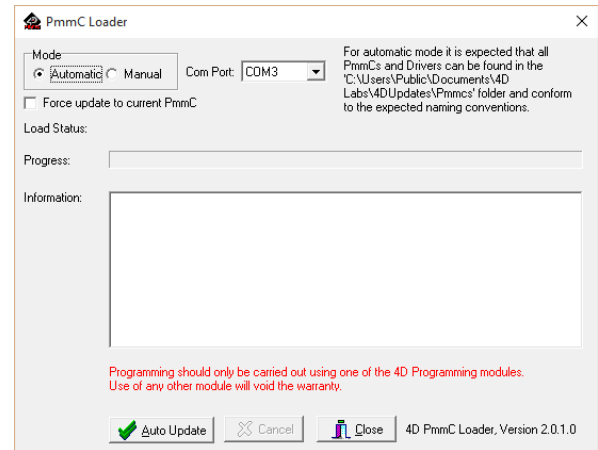 PmmC Loader
Mode
Automatic Manual
Com Port: COM3
For automatic mode it is expected that all
PmmCs and Drivers can be found in the
'C:\Users\Public\Documents\4D
Labs\4DUpdates\Pmmcs' folder and conform
to the expected naming conventions.
Force update to current PmmC
Load Status:
Progress:
Information:
Programming should only be carried out using one of the 4D Programming modules.
Use of any other module will void the warranty.
Auto Update Cancel Close 4D PmmC Loader, Version 2.0.1.0